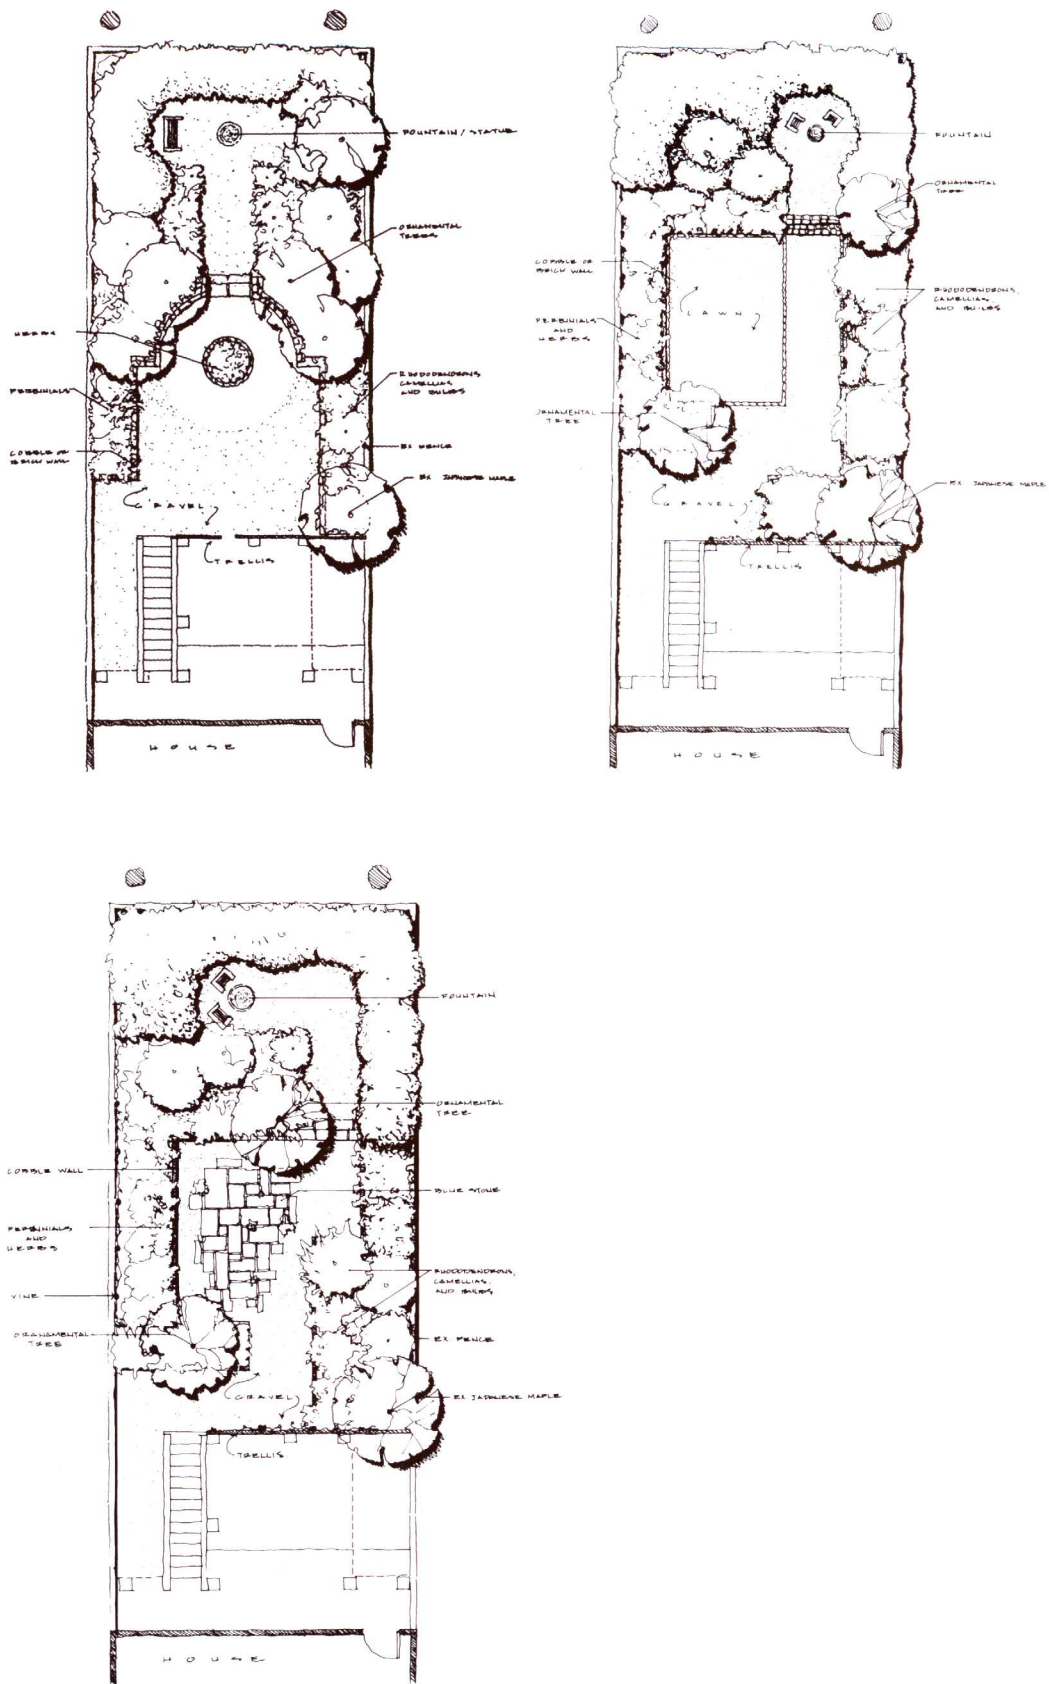 FOUNTAIN / STATUE
ORNAMENTAL
TREES
HERBS
PERENNIALS
RHODODENDRONS
CAMELLIAS
AND BULBS
COBBLE OR
BRICK WALL
EX FENCE
EX JAPANESE MAPLE
GRAVEL
TRELLIS
HOUSE
FOUNTAIN
ORNAMENTAL
TREE
COBBLE OR
BRICK WALL
LAWN
RHODODENDRONS,
CAMELLIAS
AND BULBS
PERENNIALS
AND
HERBS
ORNAMENTAL
TREE
GRAVEL
EX JAPANESE MAPLE
TRELLIS
HOUSE
FOUNTAIN
ORNAMENTAL
TREE
COBBLE WALL
BLUE STONE
PERENNIALS
AND
HERBS
RHODODENDRONS,
CAMELLIAS,
AND BULBS
VINE
ORANAMENTAL
TREE
EX FENCE
GRAVEL
EX JAPANESE MAPLE
TRELLIS
HOUSE